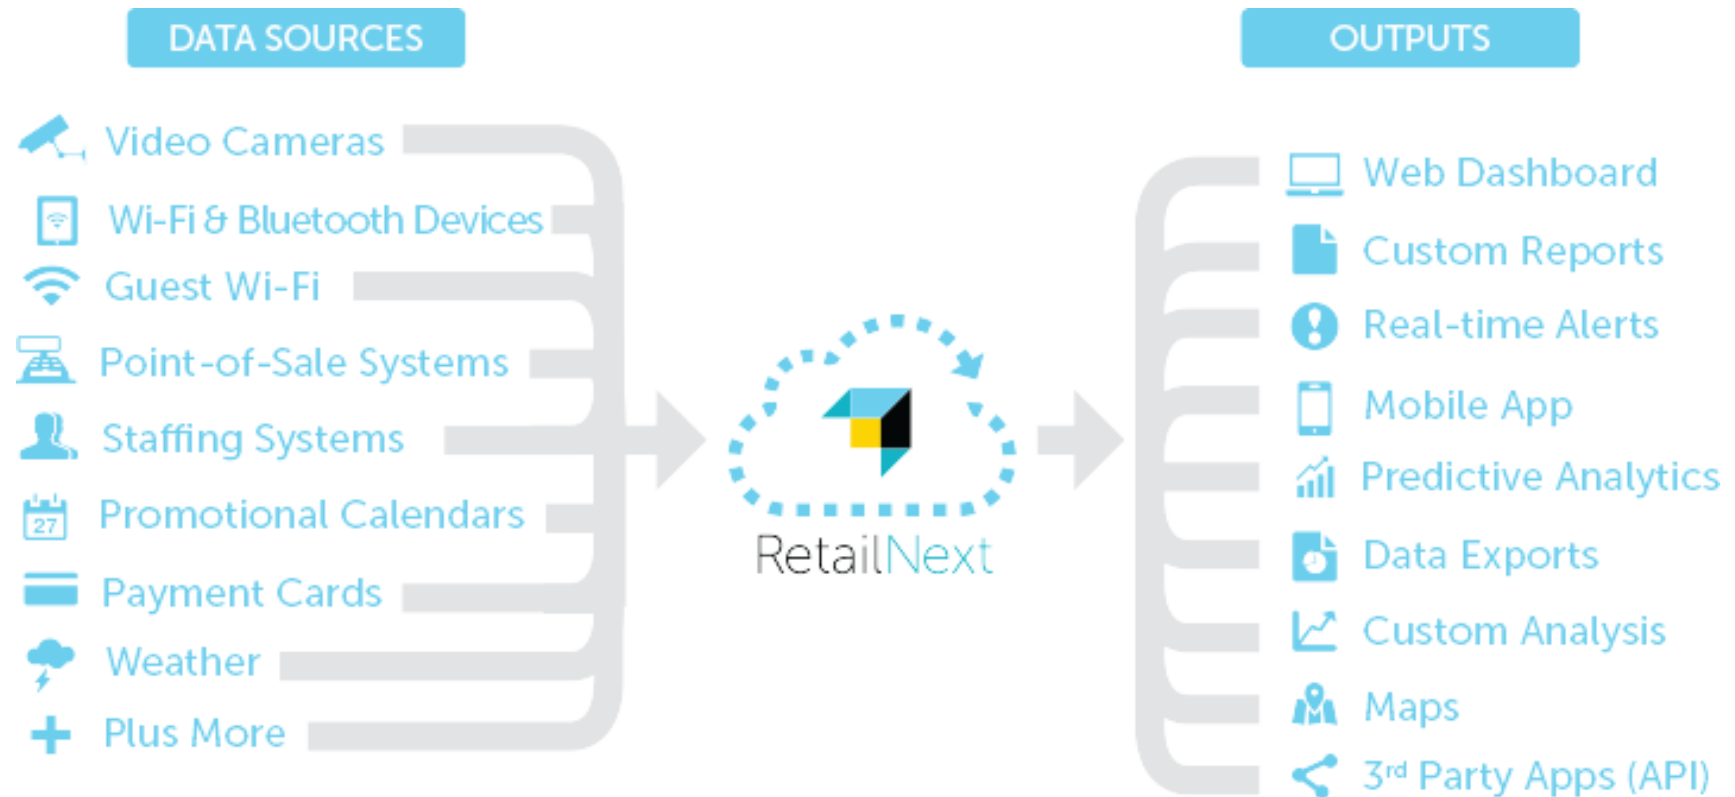 DATA SOURCES
Video Cameras
Wi-Fi & Bluetooth Devices
Guest Wi-Fi
Point-of-Sale Systems
Staffing Systems
27
Promotional Calendars
Payment Cards
Weather
Plus More
RetailNext
OUTPUTS
Web Dashboard
Custom Reports
Real-time Alerts
Mobile App
Predictive Analytics
Data Exports
Custom Analysis
Maps
3rd Party Apps (API)